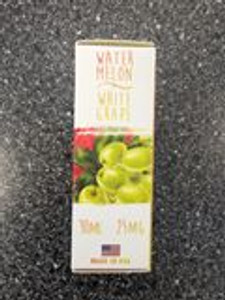 WATER
MELON
WHITE
GRAPE
30ML 25MG
MADE IN USA